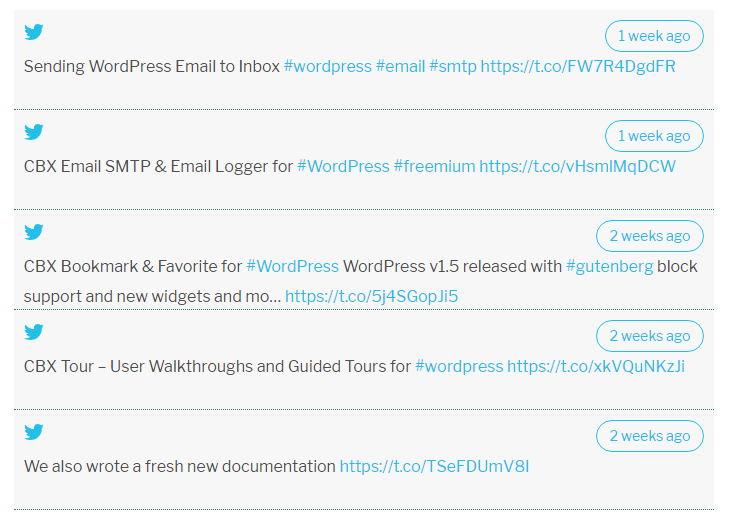 1 week ago
Sending WordPress Email to Inbox #wordpress #email #smtp https://t.co/FW7R4DgdFR
1 week ago
CBX Email SMTP & Email Logger for #WordPress #freemium https://t.co/vHsmlMqDCW
2 weeks ago
CBX Bookmark & Favorite for #WordPress WordPress v1.5 released with #gutenberg block
support and new widgets and mo… https://t.co/5j4SGopJi5
2 weeks ago
CBX Tour – User Walkthroughs and Guided Tours for #wordpress https://t.co/xkVQuNKzJi
2 weeks ago
We also wrote a fresh new documentation https://t.co/TSeFDUmV8I